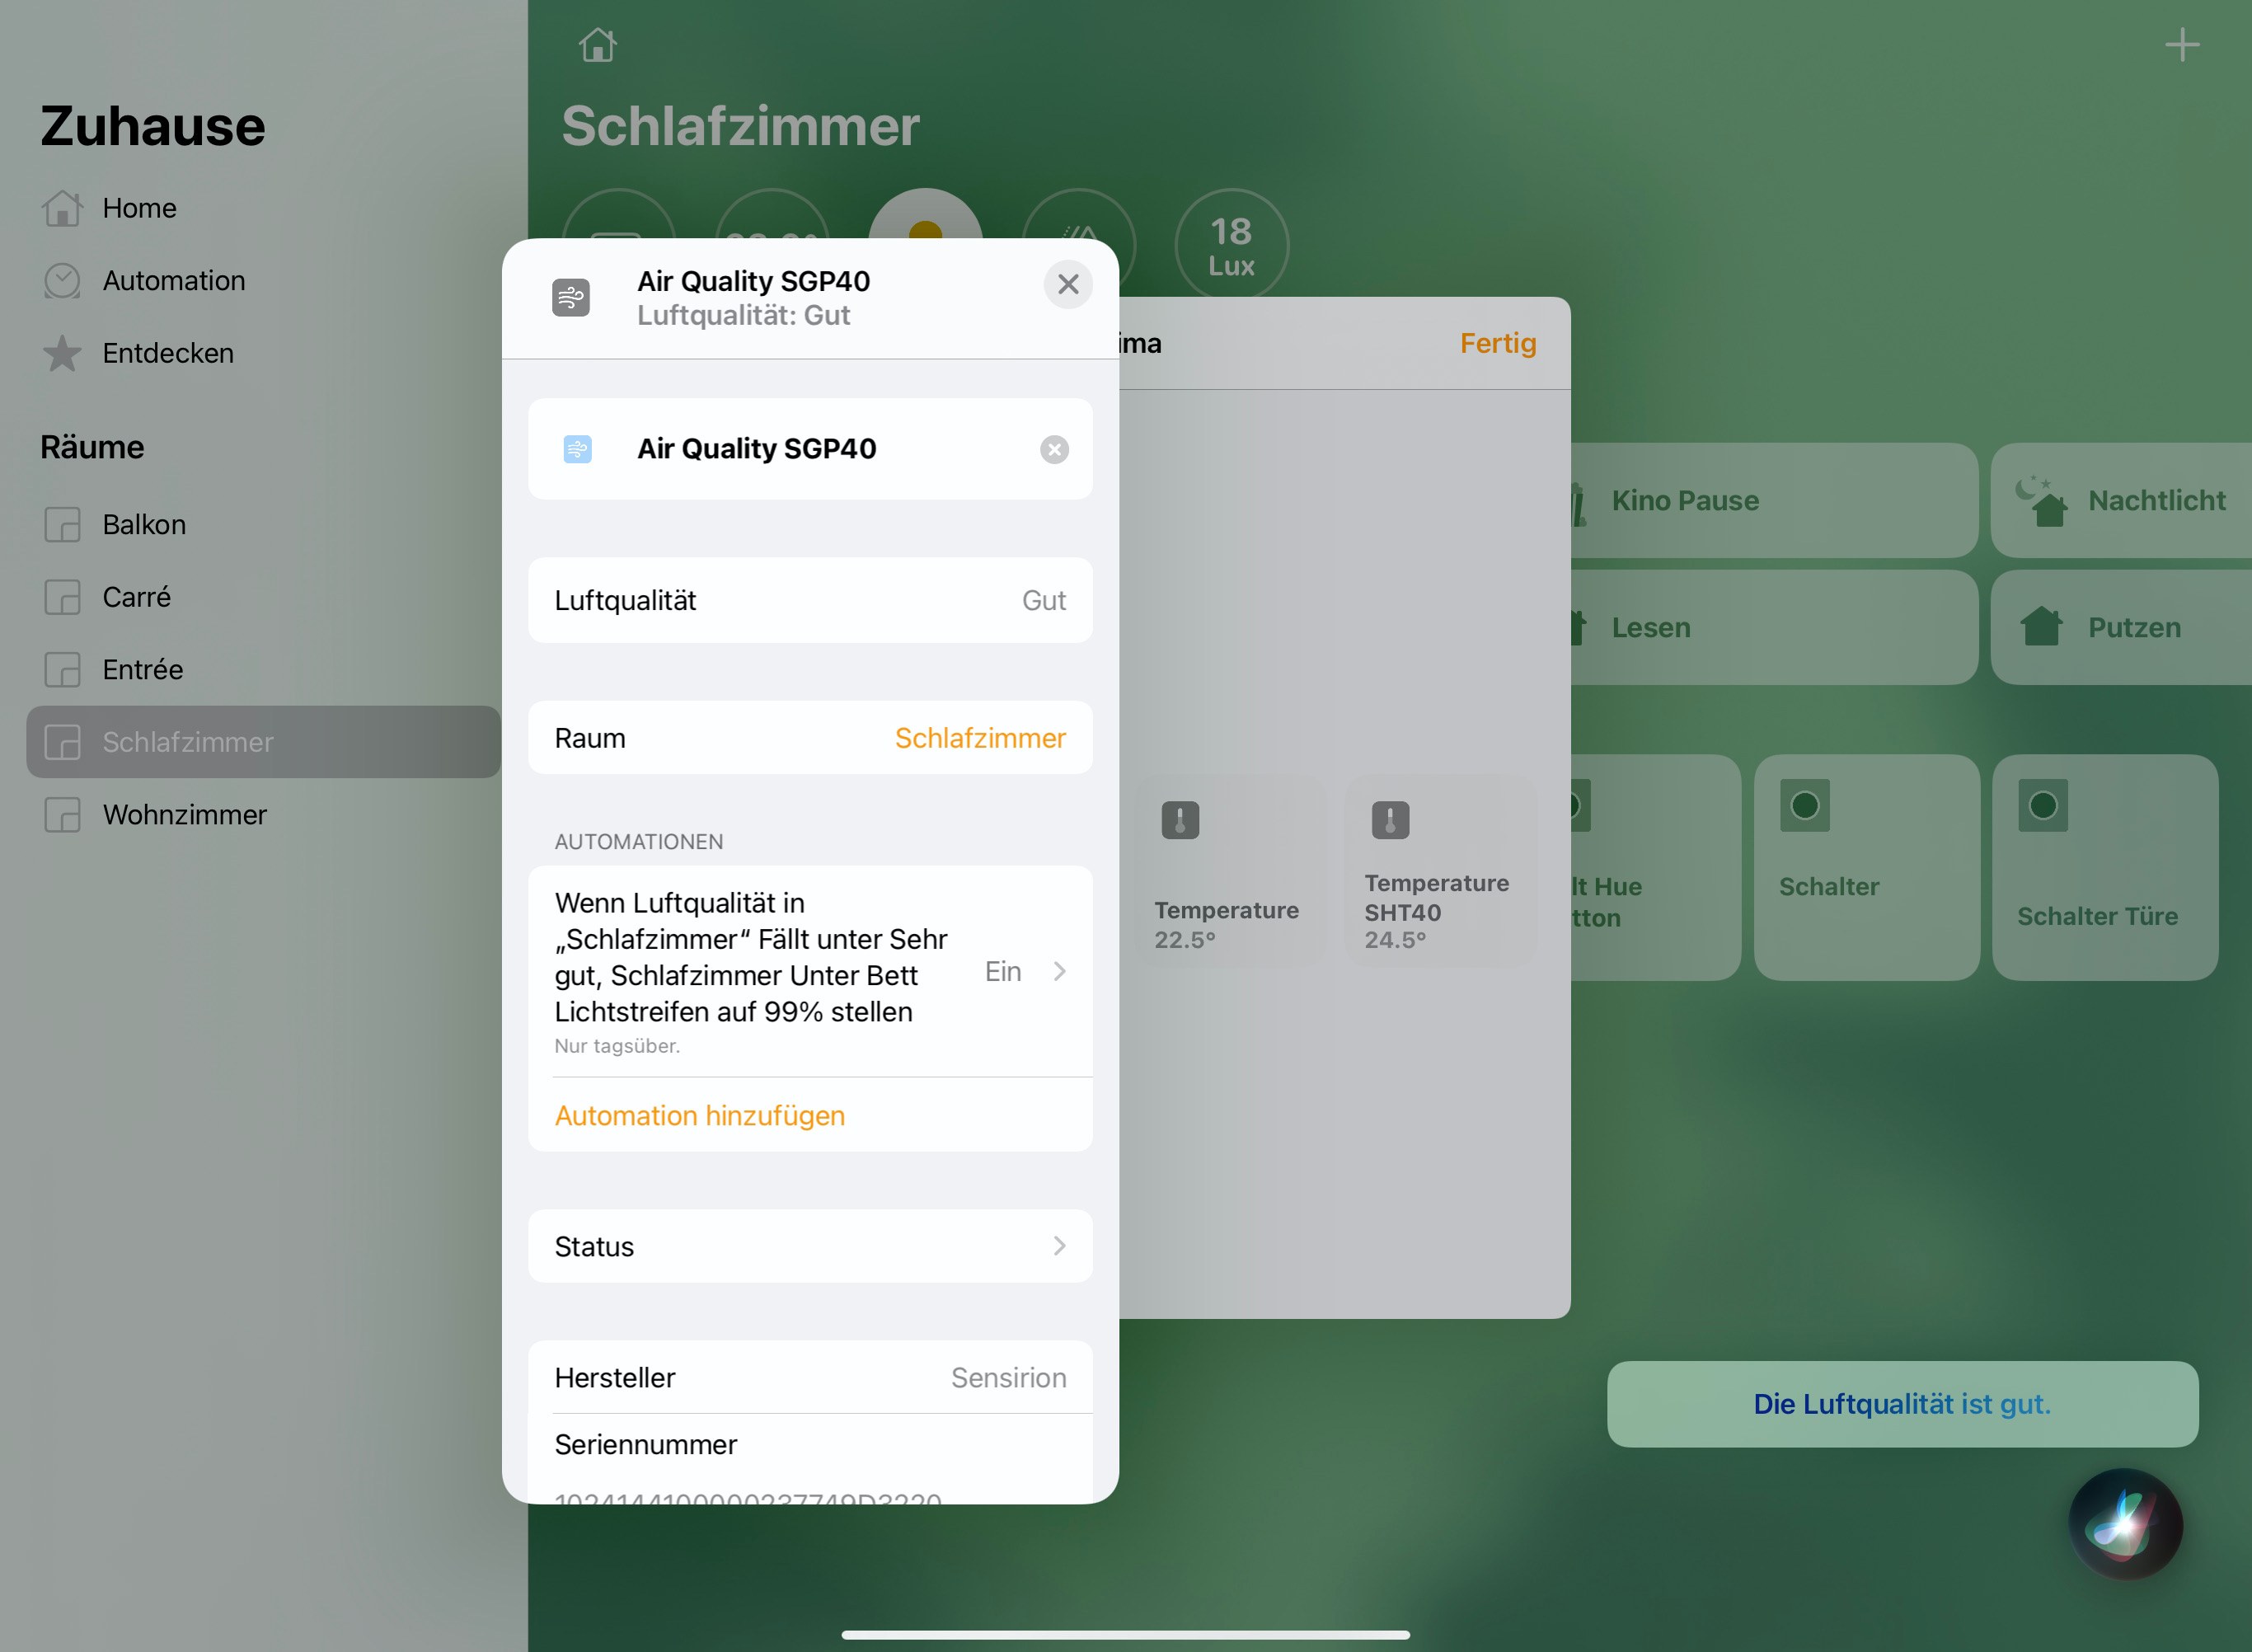 Zuhause
Home
Automation
Entdecken
Räume
Balkon
Carré
Entrée
Schlafzimmer
Wohnzimmer
Schlafzimmer
18
Lux
Air Quality SGP40
Luftqualität: Gut
Air Quality SGP40
Luftqualität Gut
Raum Schlafzimmer
AUTOMATIONEN
Wenn Luftqualität in
„Schlafzimmer“ Fällt unter Sehr
gut, Schlafzimmer Unter Bett
Lichtstreifen auf 99% stellen
Ein
Nur tagsüber.
Automation hinzufügen
Status
Hersteller Sensirion
Seriennummer
ima
Fertig
Temperature
22.5°
Temperature
SHT40
24.5°
Kino Pause
Nachtlicht
Lesen
Putzen
lt Hue
tton
Schalter
Schalter Türe
Die Luftqualität ist gut.